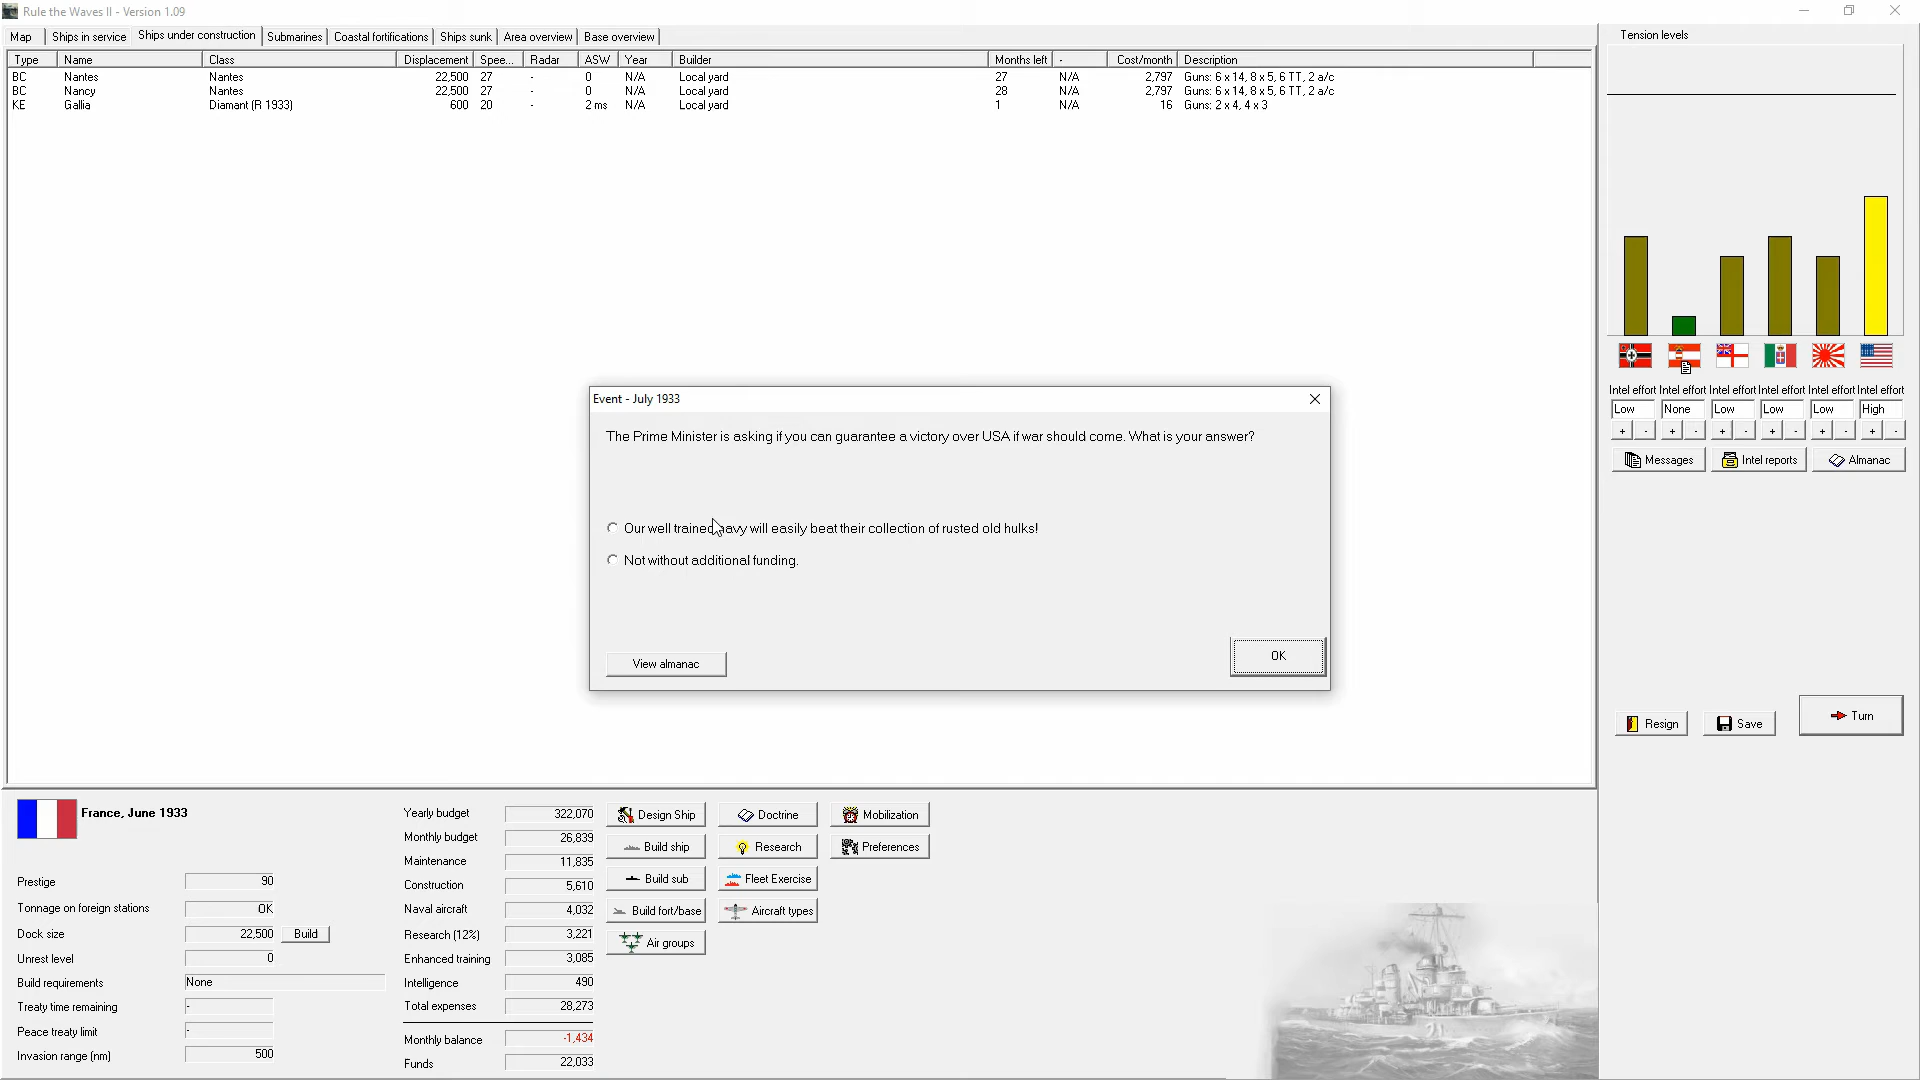 Rule the Waves II - Version 1.09
Map Ships in service Ships under construction Submarines Coastal fortifications Ships sunk Area overview Base overview
Type Name Class Displacement Spee... Radar ASW Year Builder Months left - Cost/month Description
BC Nantes Nantes 22,500 27 - 0 N/A Local yard 27 N/A 2,797 Guns: 6 x 14, 8 x 5, 6 TT, 2 a/c
BC Nancy Nantes 22,500 27 - 0 N/A Local yard 28 N/A 2,797 Guns: 6 x 14, 8 x 5, 6 TT, 2 a/c
KE Gallia Diamant (R 1933) 600 20 - 2 ms N/A Local yard 1 N/A 16 Guns: 2 x 4, 4 x 3
Tension levels
Intel effort Intel effort Intel effort Intel effort Intel effort Intel effort
Low None Low Low Low High
+ - + - + - + - + - + -
Messages Intel reports Almanac
Event - July 1933
The Prime Minister is asking if you can guarantee a victory over USA if war should come. What is your answer?
Our well trained navy will easily beat their collection of rusted old hulks!
Not without additional funding.
View almanac OK
Resign Save Turn
France, June 1933
Prestige 90
Tonnage on foreign stations OK
Dock size 22,500 Build
Unrest level 0
Build requirements None
Treaty time remaining -
Peace treaty limit -
Invasion range (nm) 500
Yearly budget 322,070
Monthly budget 26,839
Maintenance 11,835
Construction 5,610
Naval aircraft 4,032
Research (12%) 3,221
Enhanced training 3,085
Intelligence 490
Total expenses 28,273
Monthly balance -1,434
Funds 22,033
Design Ship Doctrine Mobilization
Build ship Research Preferences
Build sub Fleet Exercise
Build fort/base Aircraft types
Air groups